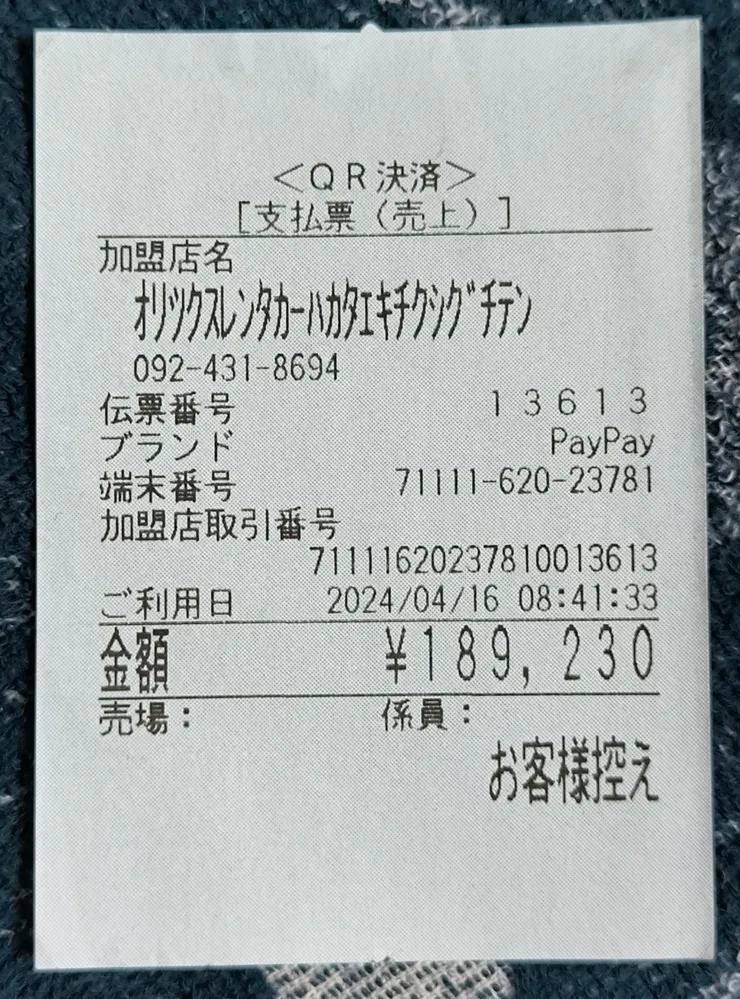 ＜ＱＲ決済＞
[支払票（売上）]
加盟店名
オリックスレンタカーハカタエキチクシグチテン
092-431-8694
伝票番号 １３６１３
ブランド PayPay
端末番号 71111-620-23781
加盟店取引番号
71111620237810013613
ご利用日 2024/04/16 08:41:33
金額 ¥189,230
売場： 係員：
お客様控え